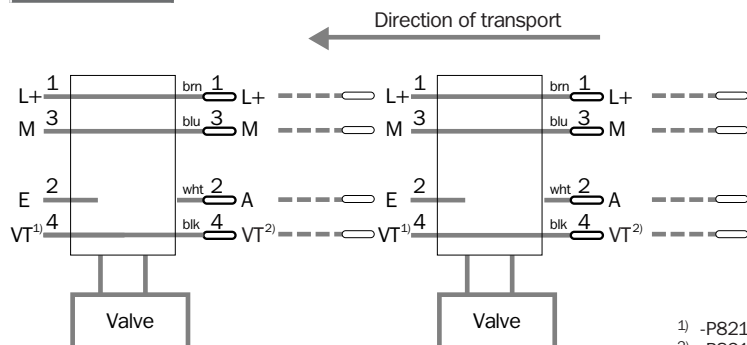 Direction of transport
L+ 1 brn 1 L+ L+ 1 brn 1 L+
M 3 blu 3 M M 3 blu 3 M
E 2 wht 2 A E 2 wht 2 A
VT1) 4 blk 4 VT2) VT1) 4 blk 4 VT2)
Valve Valve
1) -P821